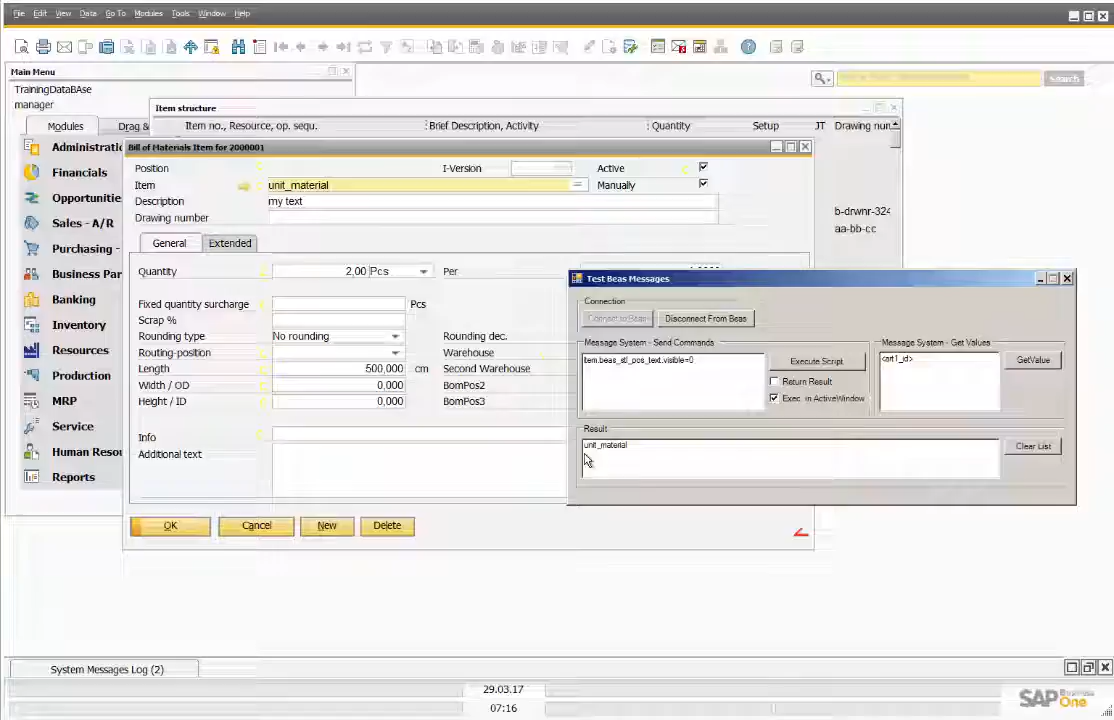 File Edit View Data Go To Modules Tools Window Help
Main Menu
TrainingDataBAse
manager
Modules
Drag &
Administratio
Financials
Opportunitie
Sales - A/R
Purchasing -
Business Par
Banking
Inventory
Resources
Production
MRP
Service
Human Resou
Reports
Search
Item structure
Item no., Resource, op. sequ.
Brief Description, Activity
Quantity
Setup
JT
Drawing num
b-drwnr-324
aa-bb-cc
Bill of Materials Item for 2000001
Position
I-Version
Active
Item
unit_material
Manually
Description
my text
Drawing number
General
Extended
Quantity
2,00 Pcs
Per
Fixed quantity surcharge
Pcs
Scrap %
Rounding type
No rounding
Rounding dec.
Routing-position
Warehouse
Length
500,000 cm
Second Warehouse
Width / OD
0,000
BomPos2
Height / ID
0,000
BomPos3
Info
Additional text
OK
Cancel
New
Delete
Test Beas Messages
Connection
Connect to Beas
Disconnect From Beas
Message System - Send Commands
item.beas_stl_pos_text.visible=0
Execute Script
Return Result
Exec. in ActiveWindow
Message System - Get Values
<art1_id>
GetValue
Result
unit_material
Clear List
System Messages Log (2)
29.03.17
07:16
SAP Business One